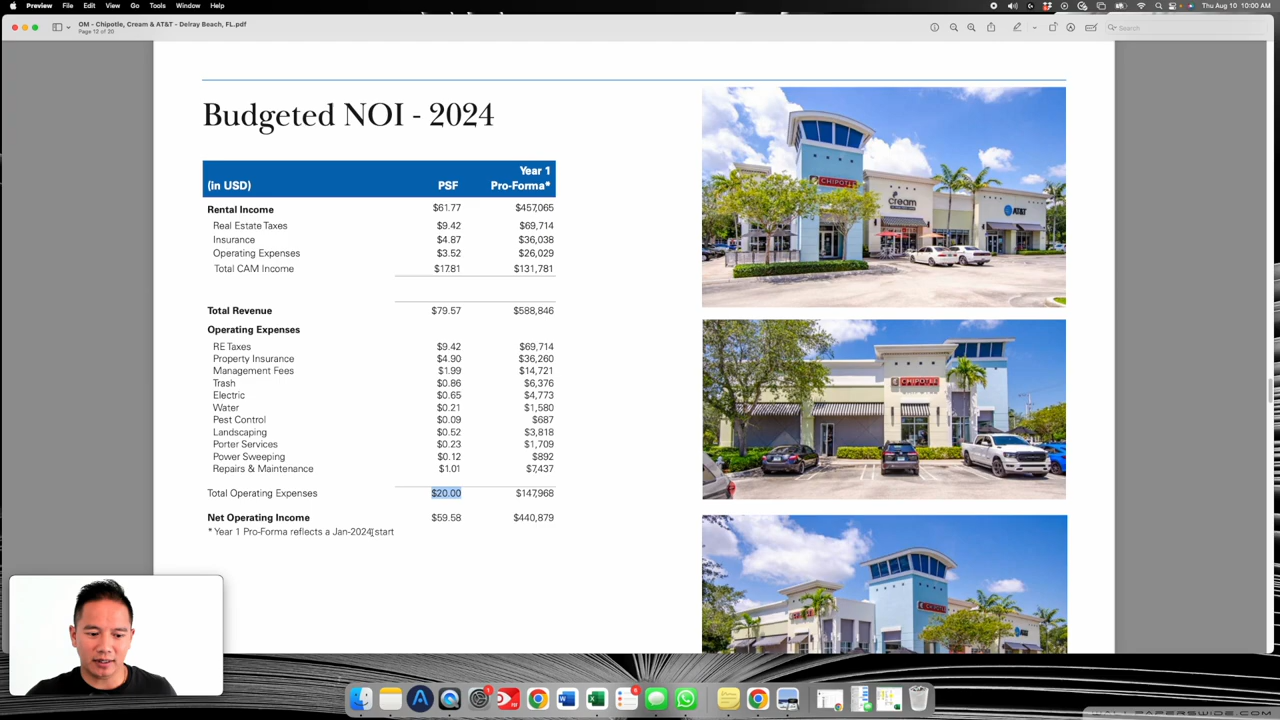 Preview File Edit View Go Tools Window Help Thu Aug 10 10:00 AM
OM - Chipotle, Cream & AT&T - Delray Beach, FL.pdf
Page 12 of 20
Search
Budgeted NOI - 2024
Year 1
(in USD) PSF Pro-Forma*
Rental Income $61.77 $457,065
Real Estate Taxes $9.42 $69,714
Insurance $4.87 $36,038
Operating Expenses $3.52 $26,029
Total CAM Income $17.81 $131,781
Total Revenue $79.57 $588,846
Operating Expenses
RE Taxes $9.42 $69,714
Property Insurance $4.90 $36,260
Management Fees $1.99 $14,721
Trash $0.86 $6,376
Electric $0.65 $4,773
Water $0.21 $1,580
Pest Control $0.09 $687
Landscaping $0.52 $3,818
Porter Services $0.23 $1,709
Power Sweeping $0.12 $892
Repairs & Maintenance $1.01 $7,437
Total Operating Expenses $20.00 $147,968
Net Operating Income $59.58 $440,879
* Year 1 Pro-Forma reflects a Jan-2024 start
CHIPOTLE
cream
AT&T
CHIPOTLE
CHIPOTLE
AT&T